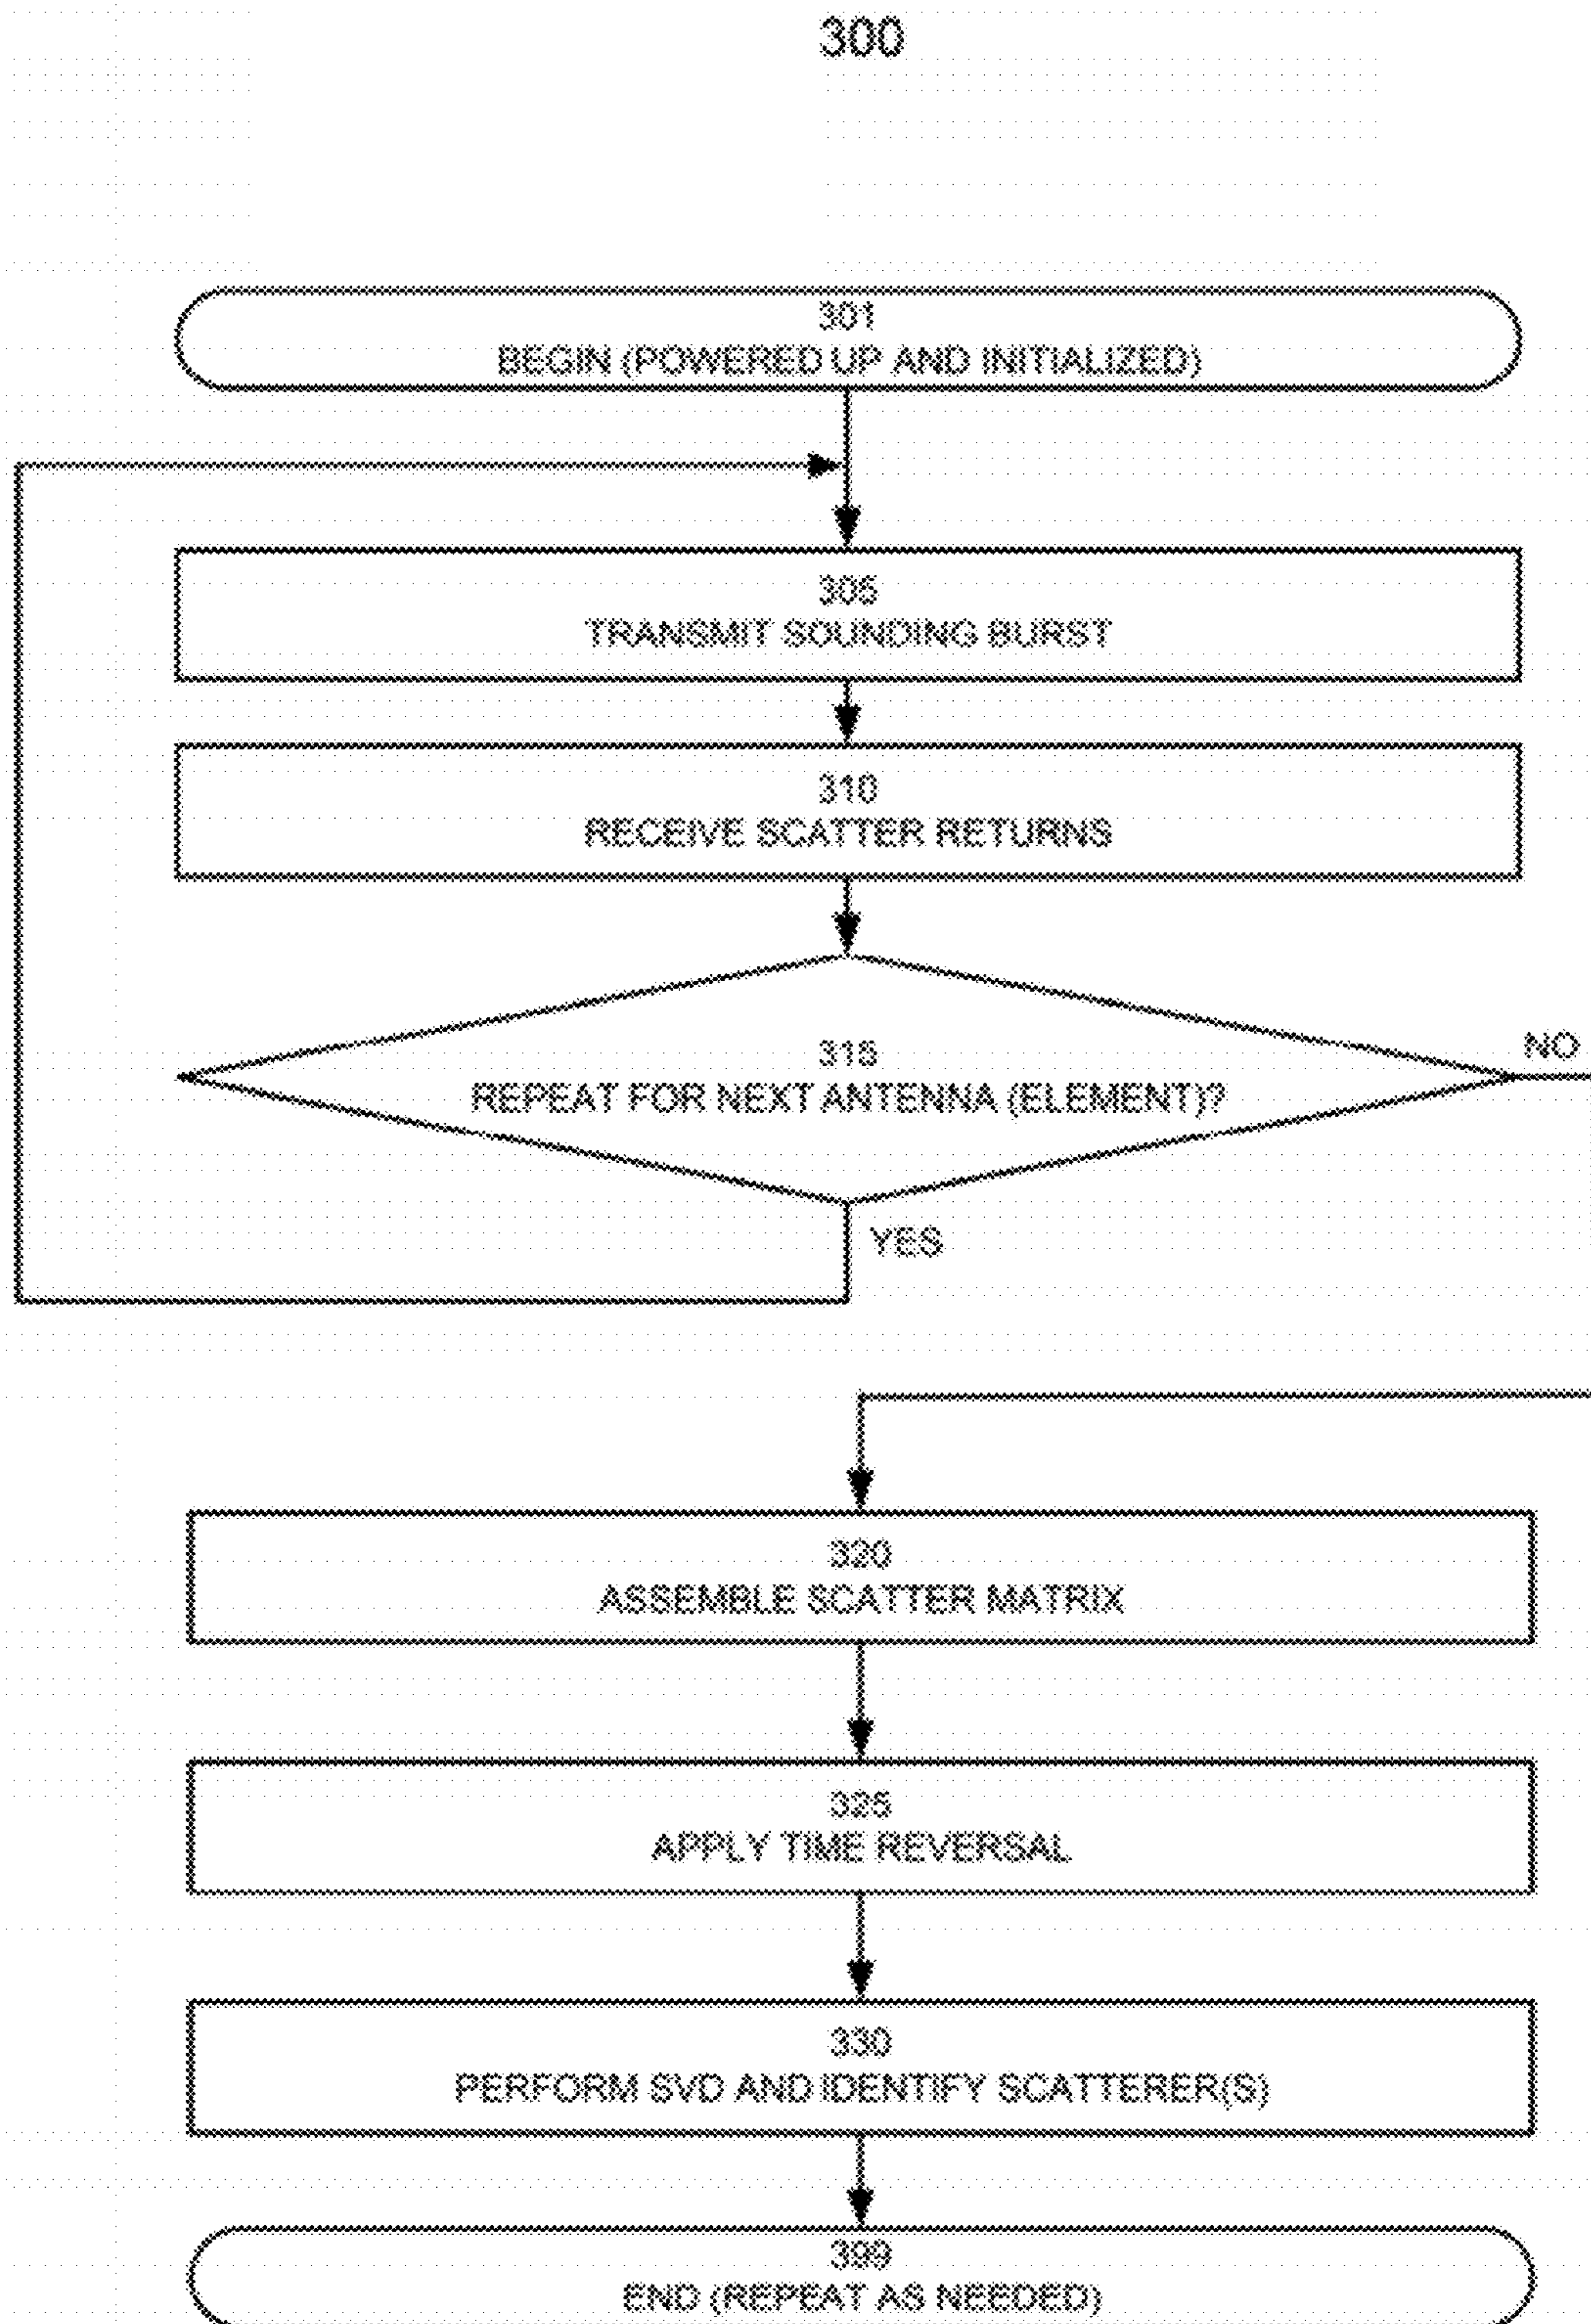 300
301
BEGIN (POWERED UP AND INITIALIZED)
305
TRANSMIT SOUNDING BURST
310
RECEIVE SCATTER RETURNS
315
REPEAT FOR NEXT ANTENNA (ELEMENT)?
NO
YES
320
ASSEMBLE SCATTER MATRIX
325
APPLY TIME REVERSAL
330
PERFORM SVD AND IDENTIFY SCATTERER(S)
399
END (REPEAT AS NEEDED)